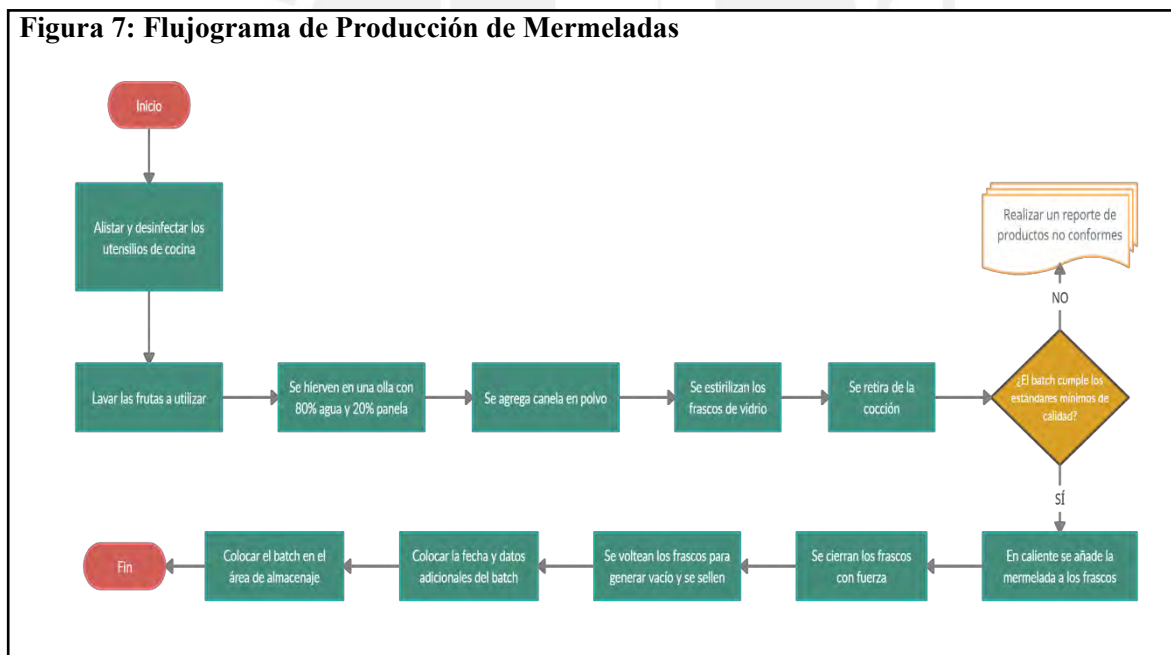 Figura 7: Flujograma de Producción de Mermeladas
Inicio
Alistar y desinfectar los
utensilios de cocina
Lavar las frutas a utilizar
Se hierven en una olla con
80% agua y 20% panela
Se agrega canela en polvo
Se estirilizan los
frascos de vidrio
Se retira de la
cocción
¿El batch cumple los
estándares mínimos de
calidad?
NO
Realizar un reporte de
productos no conformes
SÍ
En caliente se añade la
mermelada a los frascos
Se cierran los frascos
con fuerza
Se voltean los frascos para
generar vacío y se sellen
Colocar la fecha y datos
adicionales del batch
Colocar el batch en el
área de almacenaje
Fin